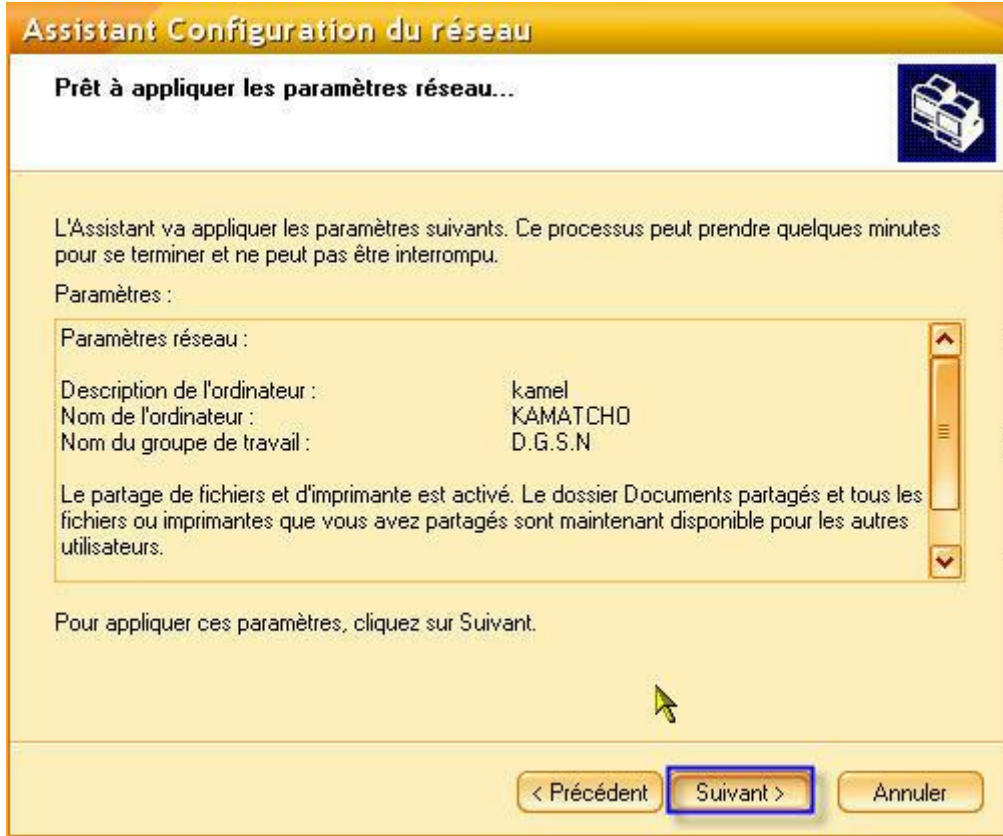 Assistant Configuration du réseau
Prêt à appliquer les paramètres réseau...
L'Assistant va appliquer les paramètres suivants. Ce processus peut prendre quelques minutes
pour se terminer et ne peut pas être interrompu.
Paramètres :
Paramètres réseau :
Description de l'ordinateur : kamel
Nom de l'ordinateur : KAMATCHO
Nom du groupe de travail : D.G.S.N
Le partage de fichiers et d'imprimante est activé. Le dossier Documents partagés et tous les
fichiers ou imprimantes que vous avez partagés sont maintenant disponible pour les autres
utilisateurs.
Pour appliquer ces paramètres, cliquez sur Suivant.
< Précédent Suivant > Annuler